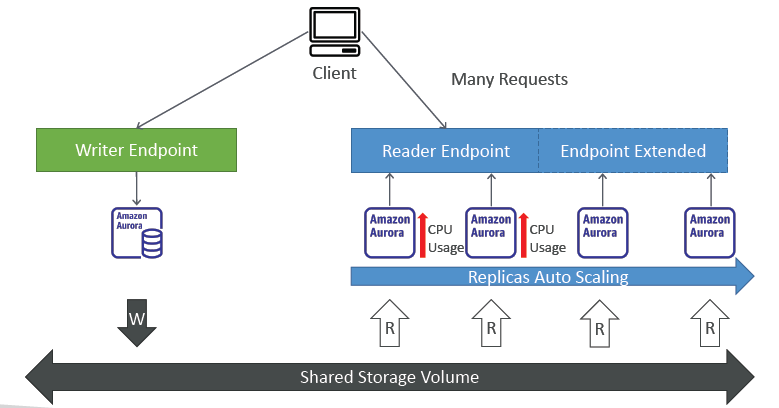 Client
Many Requests
Writer Endpoint
Reader Endpoint
Endpoint Extended
Amazon
Aurora
Amazon
Aurora
CPU
Usage
Amazon
Aurora
CPU
Usage
Amazon
Aurora
Amazon
Aurora
Replicas Auto Scaling
W
R
R
R
R
Shared Storage Volume